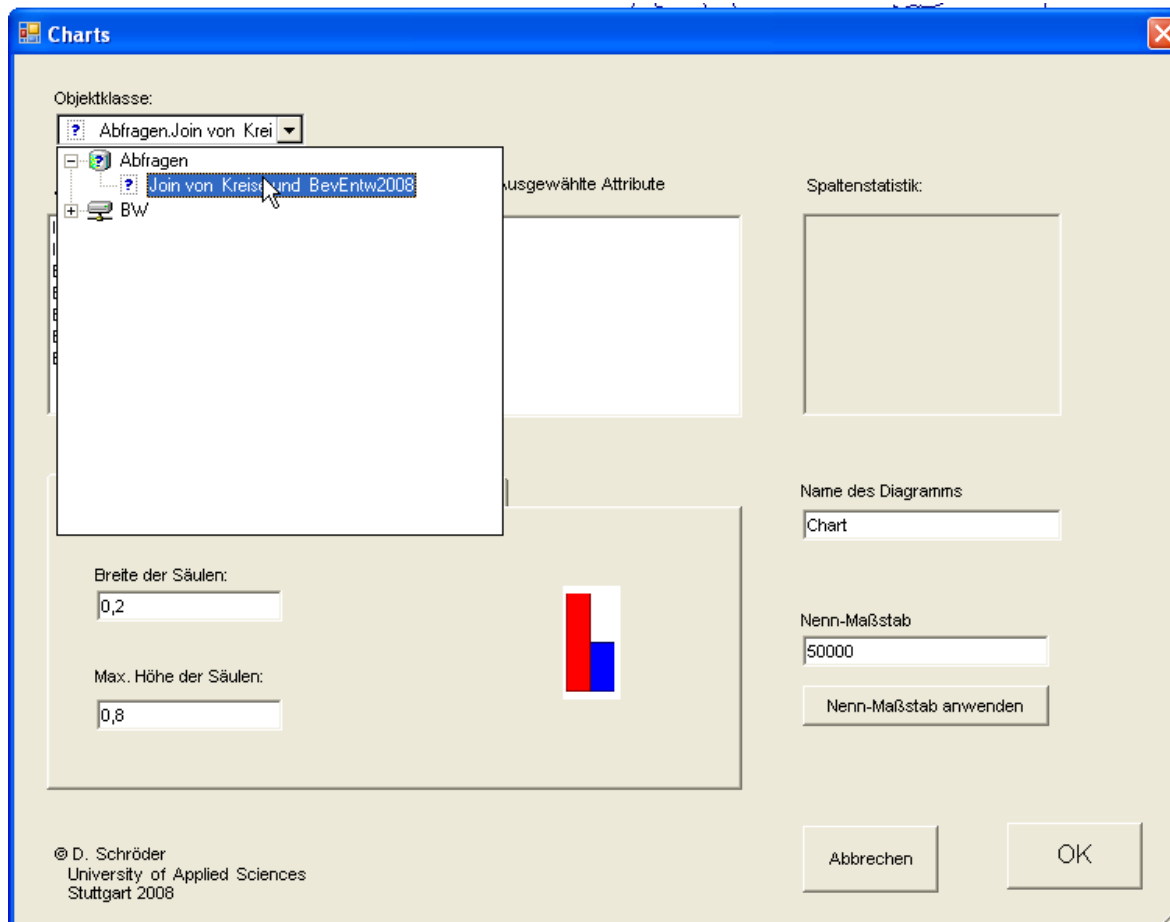 Charts
Objektklasse:
Abfragen.Join von Krei
Abfragen
Join von Kreise und BevEntw2008
BW
Ausgewählte Attribute
Spaltenstatistik:
Name des Diagramms
Chart
Breite der Säulen:
0,2
Nenn-Maßstab
50000
Max. Höhe der Säulen:
0,8
Nenn-Maßstab anwenden
© D. Schröder
University of Applied Sciences
Stuttgart 2008
Abbrechen
OK